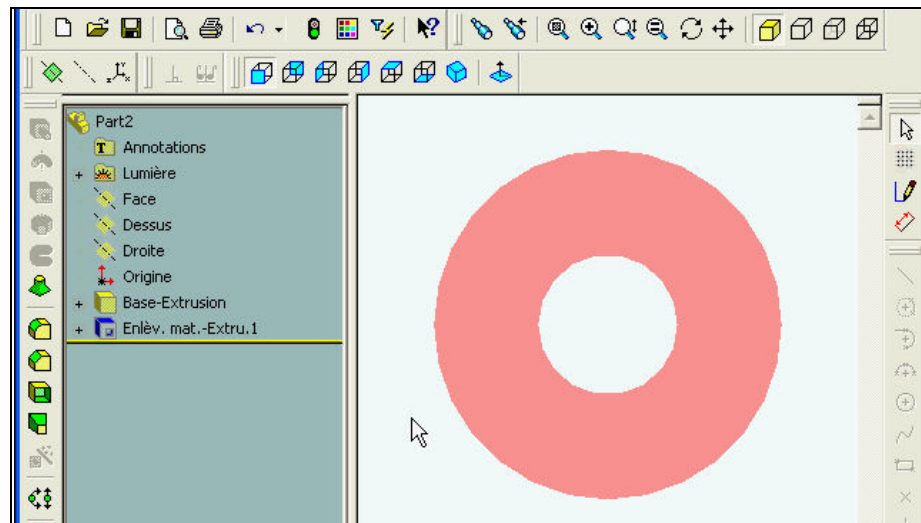 Part2
Annotations
Lumière
Face
Dessus
Droite
Origine
Base-Extrusion
Enlèv. mat.-Extru.1